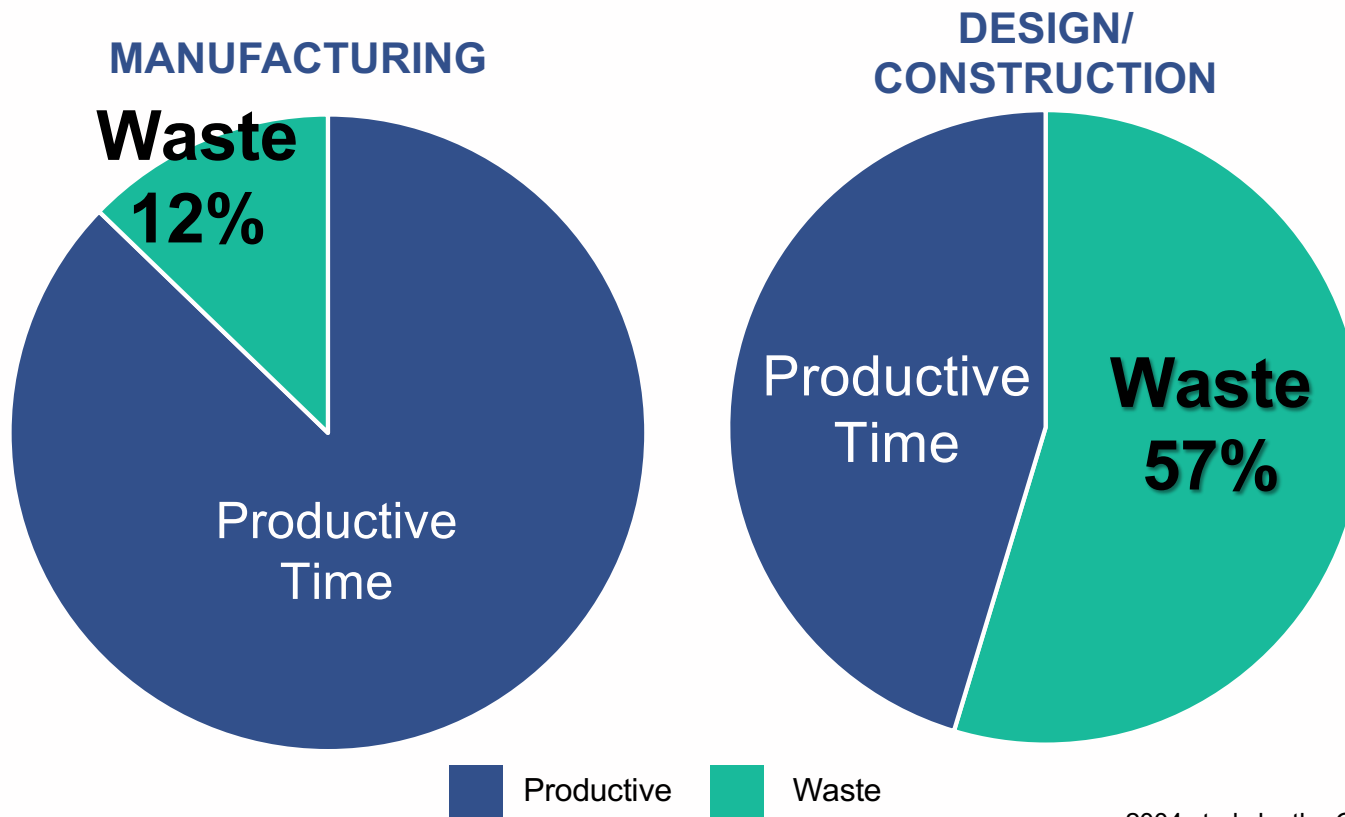 MANUFACTURING
Waste
12%
Productive
Time
DESIGN/
CONSTRUCTION
Productive
Time
Waste
57%
Productive
Waste